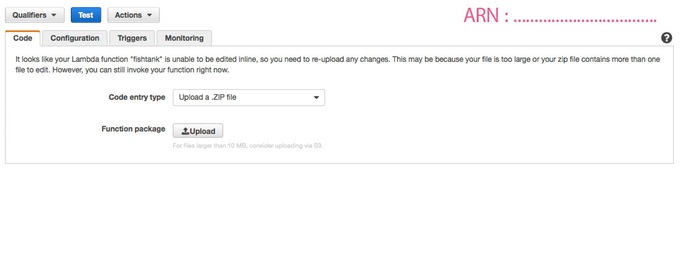 Qualifiers Test Actions ARN : ..................................
Code Configuration Triggers Monitoring ?
It looks like your Lambda function "fishtank" is unable to be edited inline, so you need to re-upload any changes. This may be because your file is too large or your zip file contains more than one
file to edit. However, you can still invoke your function right now.
Code entry type Upload a .ZIP file
Function package Upload
For files larger than 10 MB, consider uploading via S3.